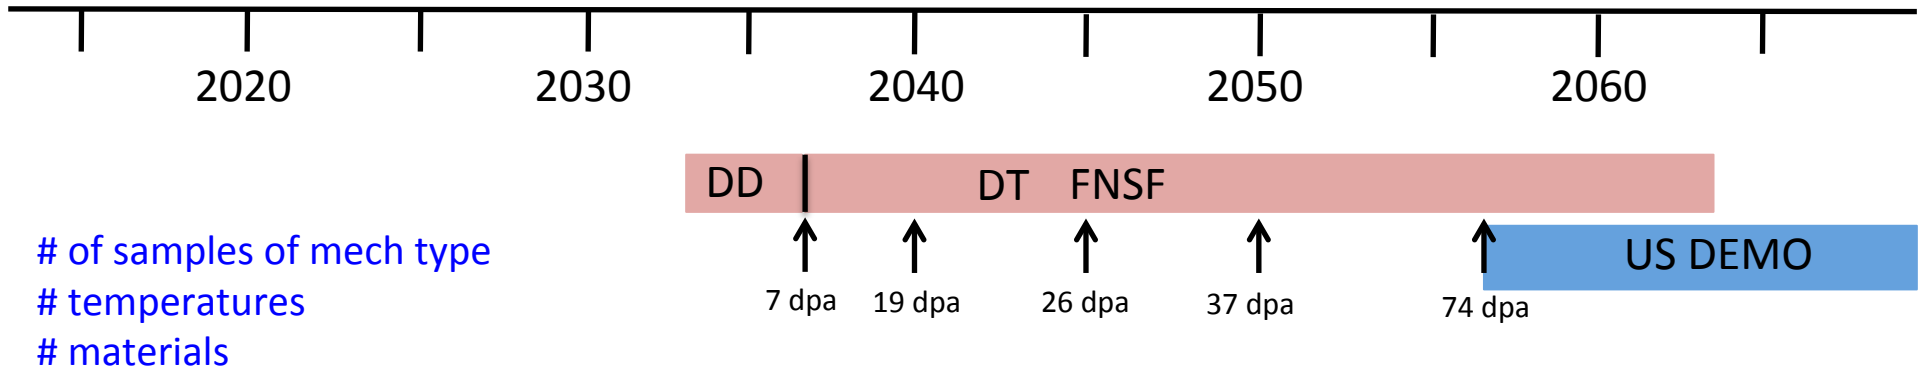 2020 2030 2040 2050 2060
DD DT FNSF
# of samples of mech type
US DEMO
7 dpa 19 dpa 26 dpa 37 dpa 74 dpa
# temperatures
# materials